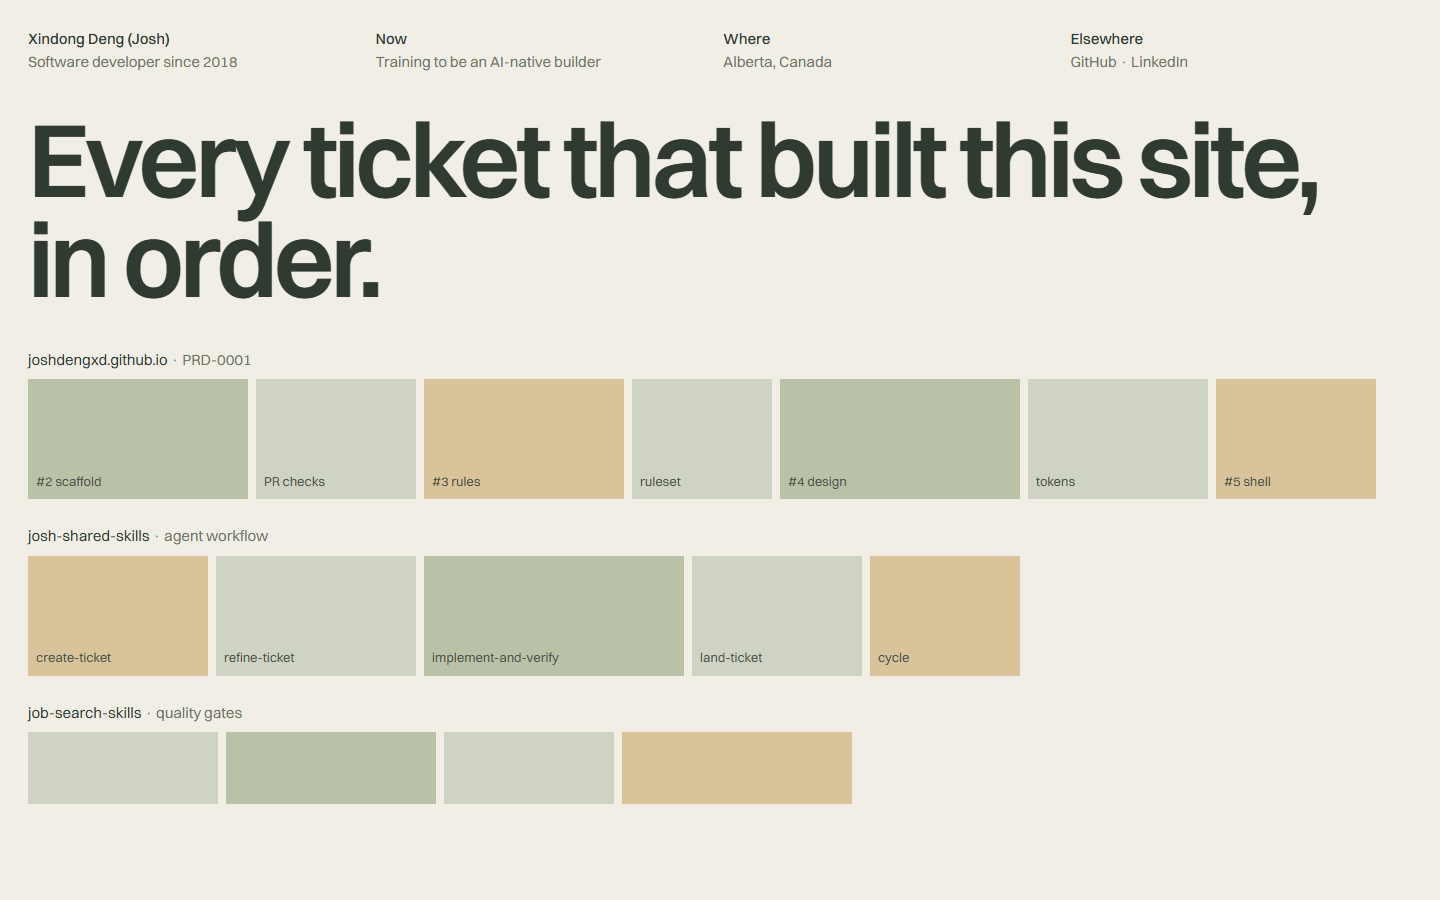 Xindong Deng (Josh)
Software developer since 2018
Now
Training to be an AI-native builder
Where
Alberta, Canada
Elsewhere
GitHub · LinkedIn
Every ticket that built this site,
in order.
joshdengxd.github.io · PRD-0001
#2 scaffold
PR checks
#3 rules
ruleset
#4 design
tokens
#5 shell
josh-shared-skills · agent workflow
create-ticket
refine-ticket
implement-and-verify
land-ticket
cycle
job-search-skills · quality gates